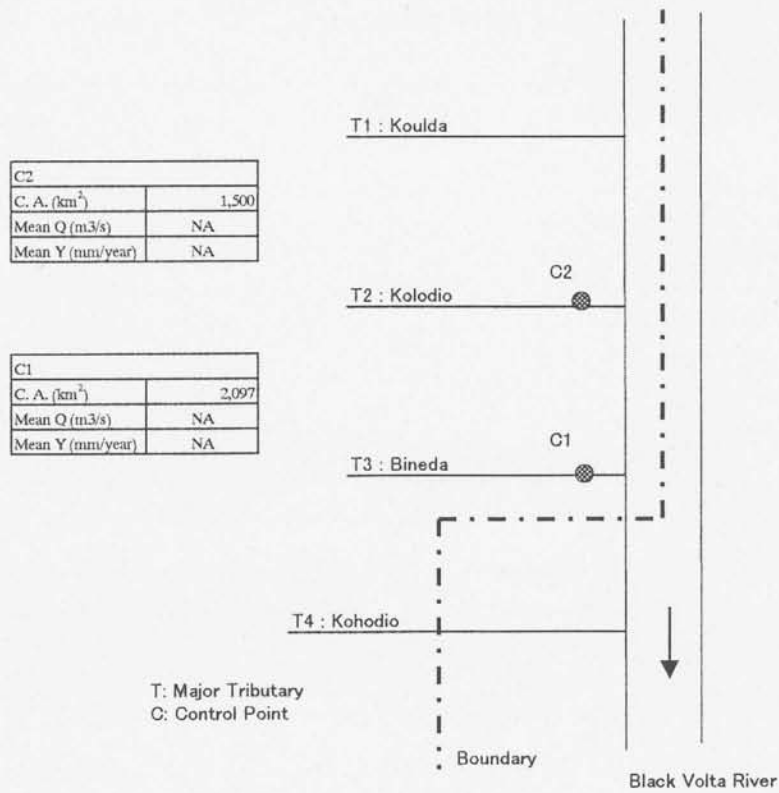 T1 : Koulda
C2
C. A. (km²) 1,500
Mean Q (m3/s) NA
Mean Y (mm/year) NA
C2
T2 : Kolodio
C1
C. A. (km²) 2,097
Mean Q (m3/s) NA
Mean Y (mm/year) NA
C1
T3 : Bineda
T4 : Kohodio
T: Major Tributary
C: Control Point
Boundary
Black Volta River